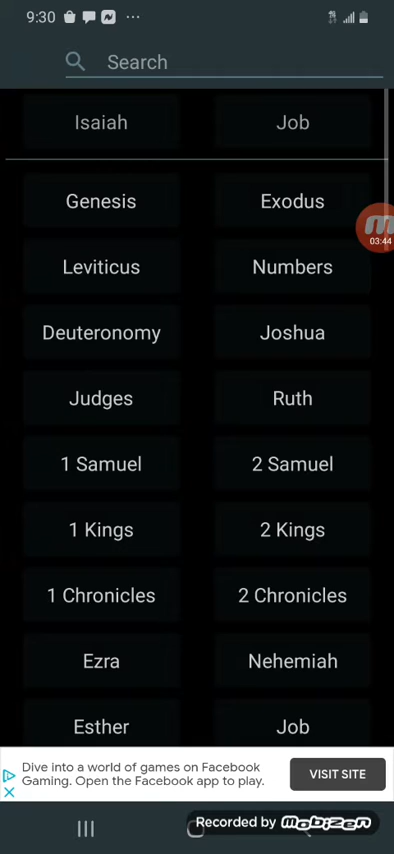 9:30
Search
Isaiah Job
Genesis Exodus
03:44
Leviticus Numbers
Deuteronomy Joshua
Judges Ruth
1 Samuel 2 Samuel
1 Kings 2 Kings
1 Chronicles 2 Chronicles
Ezra Nehemiah
Esther Job
Dive into a world of games on Facebook
Gaming. Open the Facebook app to play.
VISIT SITE
Recorded by mobizen